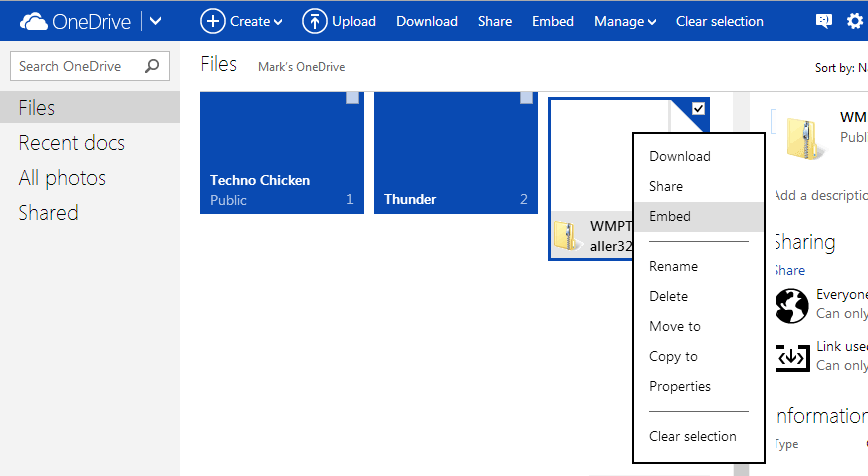 OneDrive
Create
Upload
Download
Share
Embed
Manage
Clear selection
Search OneDrive
Files
Recent docs
All photos
Shared
Files
Mark's OneDrive
Sort by: N
Techno Chicken
Public
1
Thunder
2
WMPT
aller32
Download
Share
Embed
Rename
Delete
Move to
Copy to
Properties
Clear selection
WM
Publ
Add a descriptio
Sharing
Share
Everyone
Can only
Link used
Can only
Information
Type